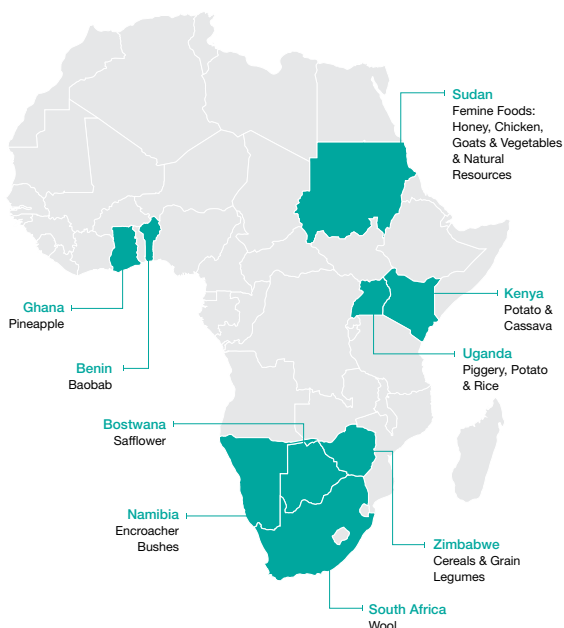 Sudan
Femine Foods:
Honey, Chicken,
Goats & Vegetables
& Natural
Resources
Ghana
Pineapple
Kenya
Potato &
Cassava
Benin
Baobab
Uganda
Piggery, Potato
& Rice
Bostwana
Safflower
Namibia
Encroacher
Bushes
Zimbabwe
Cereals & Grain
Legumes
South Africa
Wool